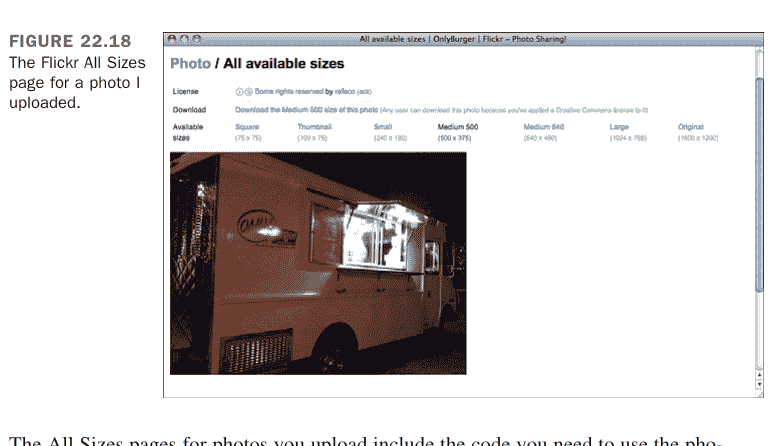 FIGURE 22.18
The Flickr All Sizes
page for a photo I
uploaded.
All available sizes | OnlyBurger | Flickr – Photo Sharing!
Photo / All available sizes
License Some rights reserved by rafeco (edit)
Download Download the Medium 500 size of this photo (Any user can download this photo because you've applied a Creative Commons license to it)
Available sizes
Square Thumbnail Small Medium 500 Medium 640 Large Original
(75 x 75) (100 x 75) (240 x 180) (500 x 375) (640 x 480) (1024 x 768) (1600 x 1200)
ONLY
The All Sizes pages for photos you upload include the code you need to use the pho-